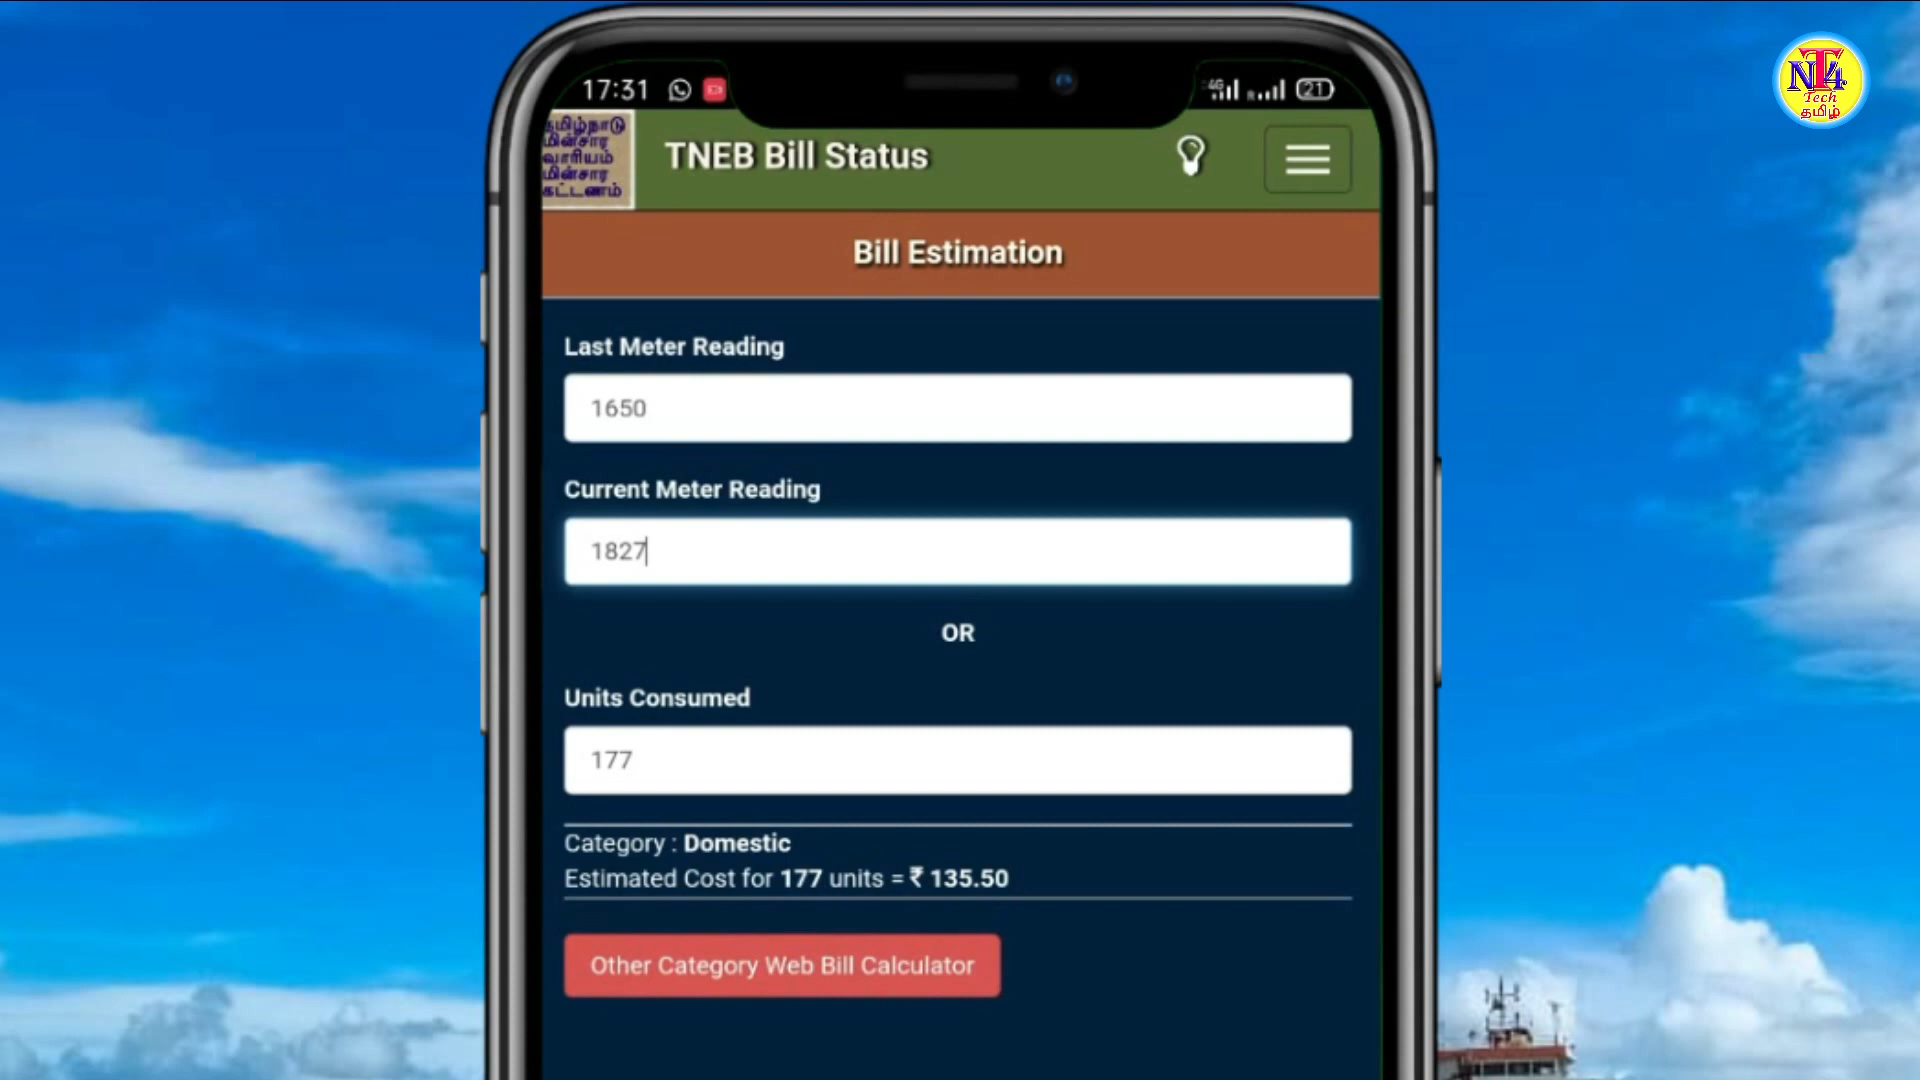 17:31
4G
R
21
தமிழ்நாடு
மின்சார
வாரியம்
மின்சார
கட்டணம்
TNEB Bill Status
NT4
Tech
தமிழ்
Bill Estimation
Last Meter Reading
1650
Current Meter Reading
1827
OR
Units Consumed
177
Category : Domestic
Estimated Cost for 177 units = ₹ 135.50
Other Category Web Bill Calculator